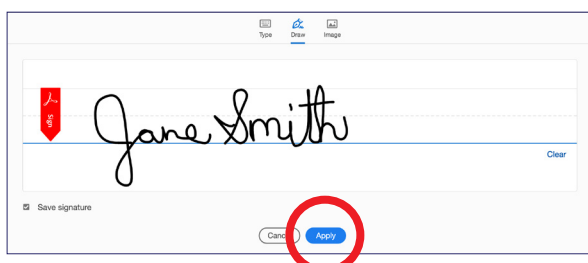 Type Draw Image
Sign
Jane Smith
Clear
Save signature
Cancel Apply